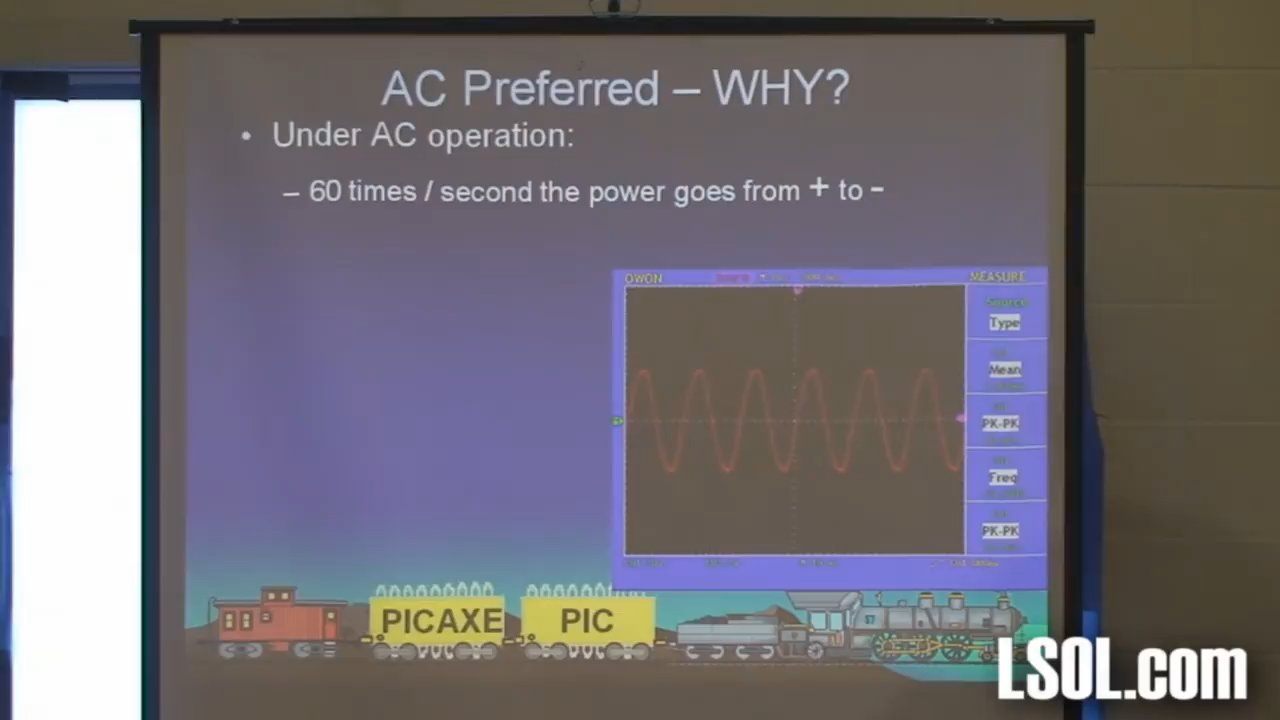 AC Preferred – WHY?
• Under AC operation:
– 60 times / second the power goes from + to -
OWON
MEASURE
Source
Type
Mean
PK-PK
Freq
PK-PK
PICAXE
PIC
LSOL.com